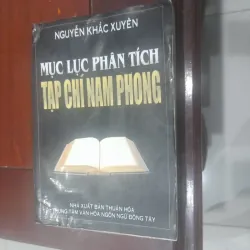 NGUYỄN KHẮC XUYÊN
MỤC LỤC PHÂN TÍCH
TẠP CHÍ NAM PHONG
NHÀ XUẤT BẢN THUẬN HÓA
TRUNG TÂM VĂN HÓA NGÔN NGỮ ĐÔNG TÂY